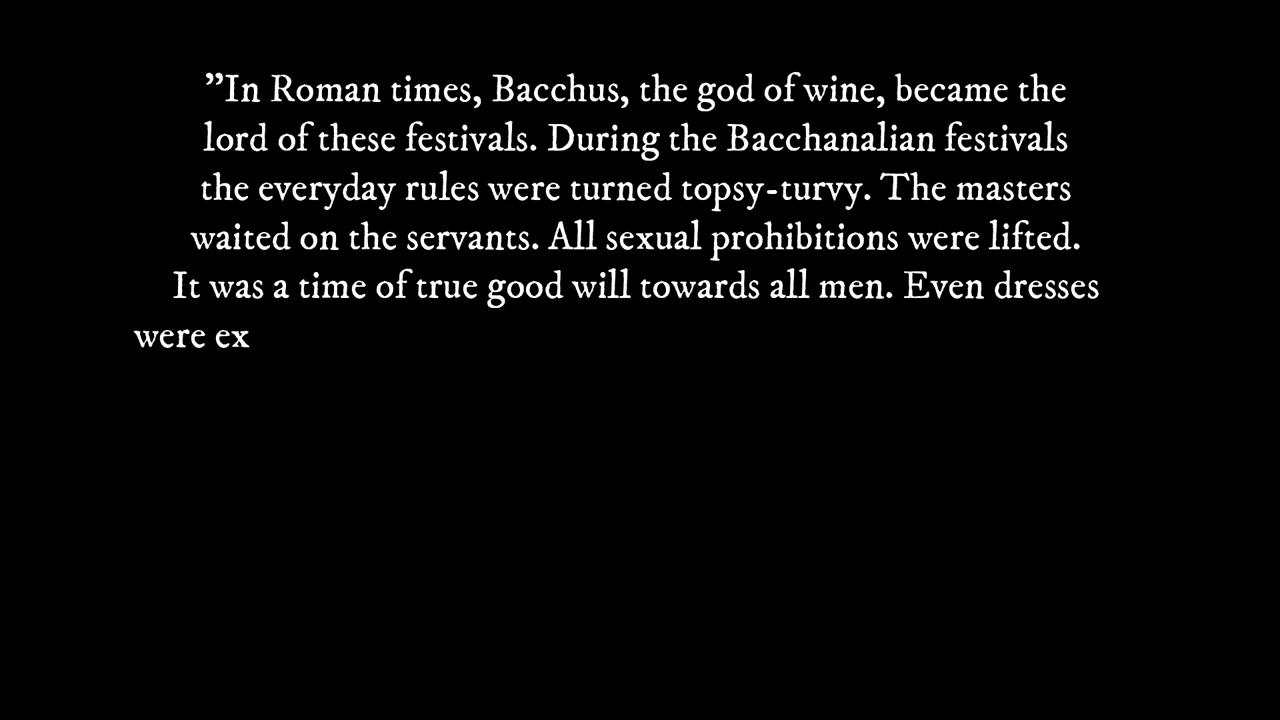 ”In Roman times, Bacchus, the god of wine, became the
lord of these festivals. During the Bacchanalian festivals
the everyday rules were turned topsy-turvy. The masters
waited on the servants. All sexual prohibitions were lifted.
It was a time of true good will towards all men. Even dresses
were ex